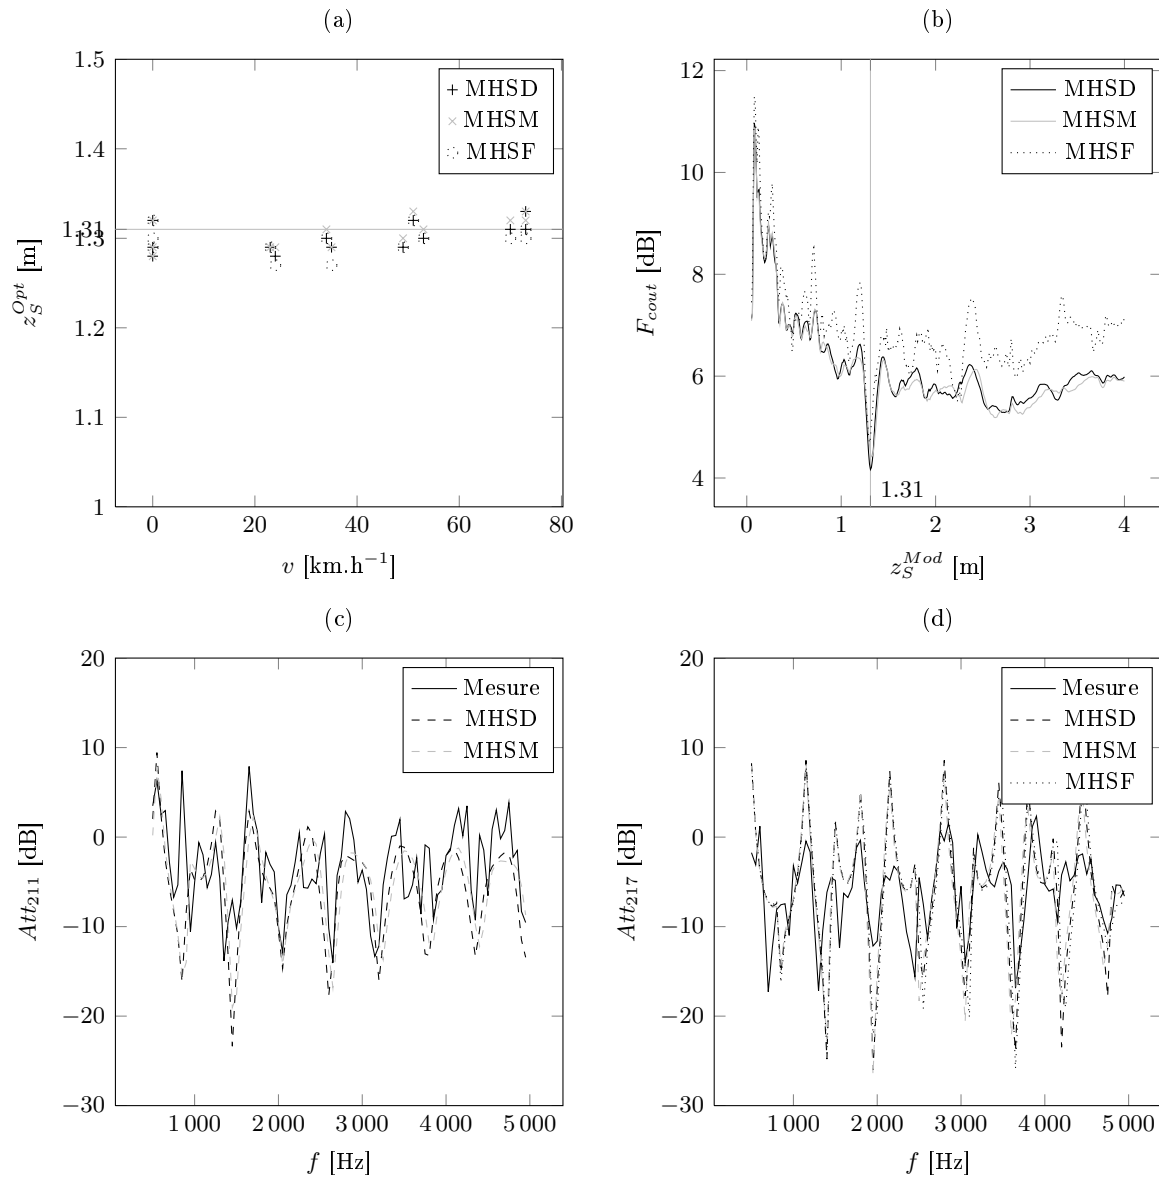 (a)
1.5
1.4
1.31
1.3
1.2
1.1
1
0
20
40
60
80
z_S^{Opt} [m]
v [km.h^{−1}]
MHSD
MHSM
MHSF
(b)
12
10
8
6
4
0
1
2
3
4
1.31
F_{cout} [dB]
z_S^{Mod} [m]
MHSD
MHSM
MHSF
(c)
20
10
0
−10
−20
−30
1 000
2 000
3 000
4 000
5 000
Att_{211} [dB]
f [Hz]
Mesure
MHSD
MHSM
(d)
20
10
0
−10
−20
−30
1 000
2 000
3 000
4 000
5 000
Att_{217} [dB]
f [Hz]
Mesure
MHSD
MHSM
MHSF